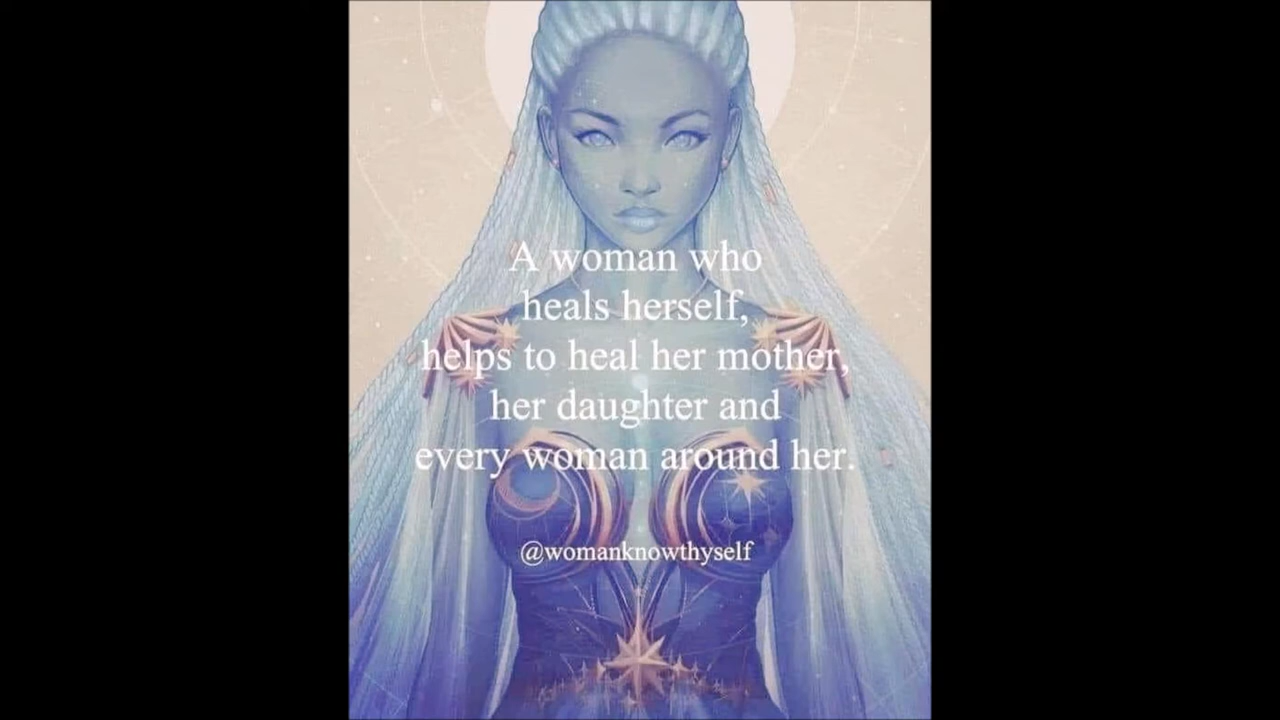 A woman who
heals herself,
helps to heal her mother,
her daughter and
every woman around her.
@womanknowthyself